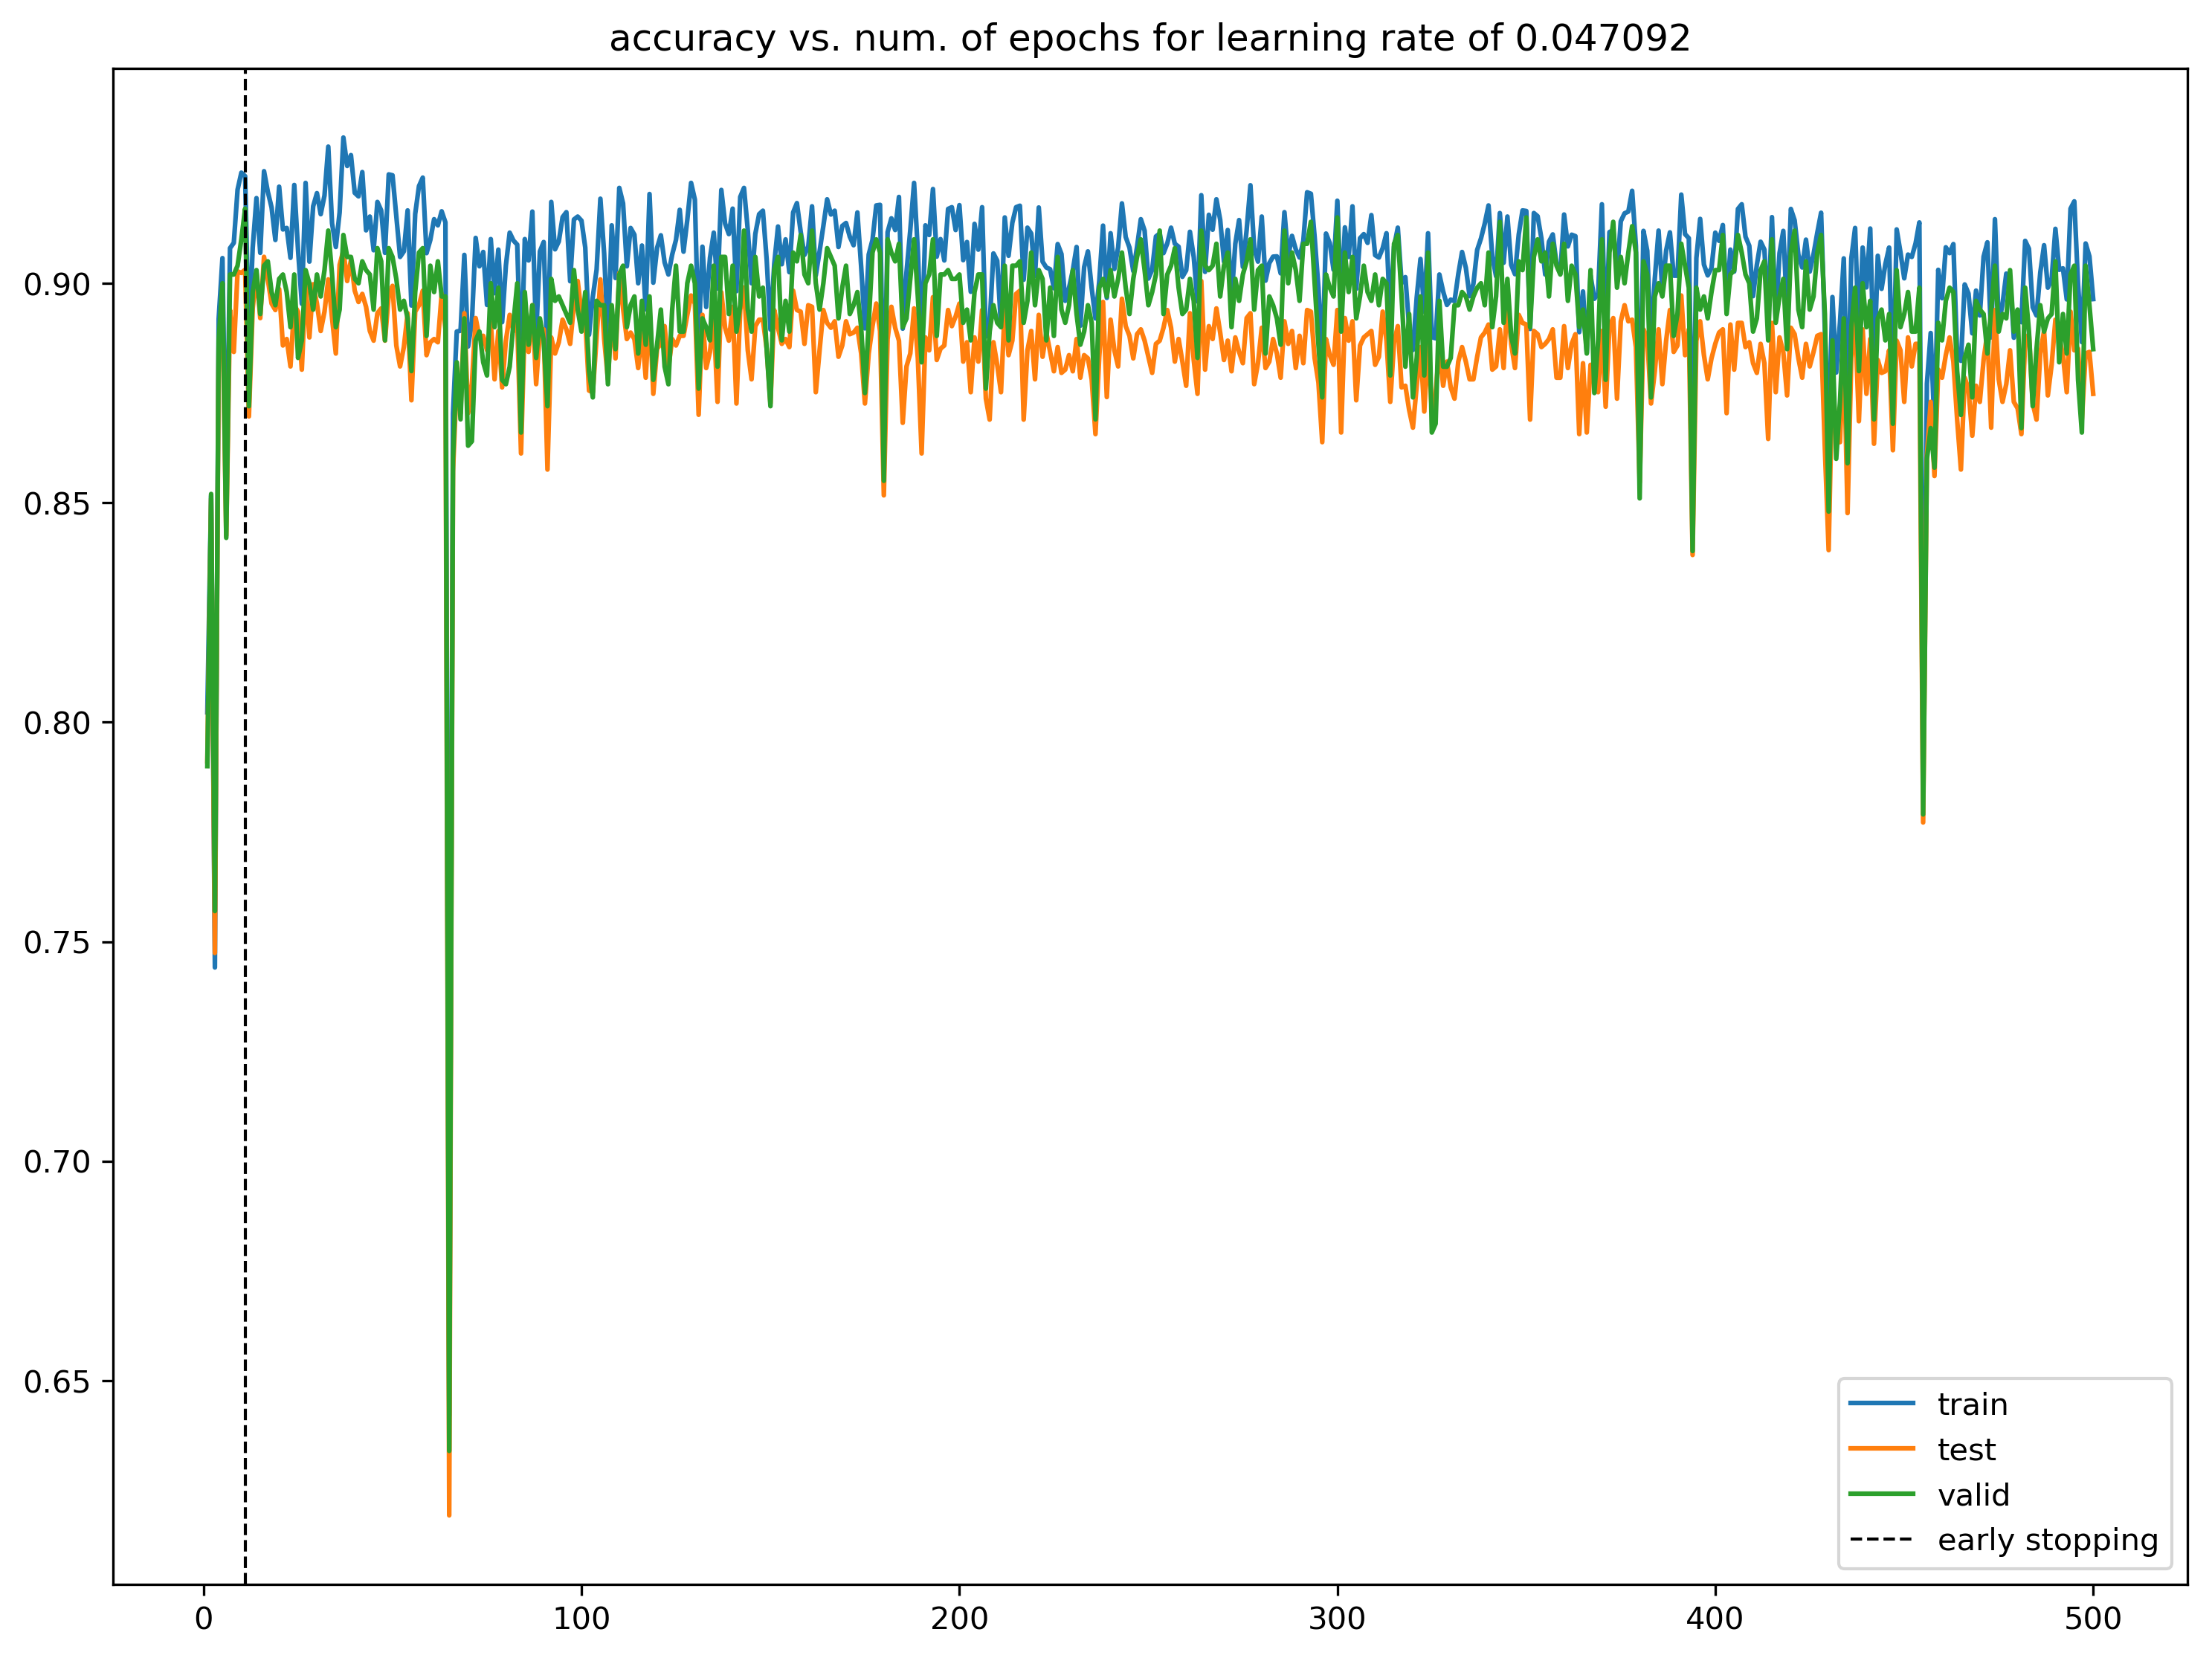 accuracy vs. num. of epochs for learning rate of 0.047092
0.90
0.85
0.80
0.75
0.70
0.65
train
test
valid
early stopping
0 100 200 300 400 500